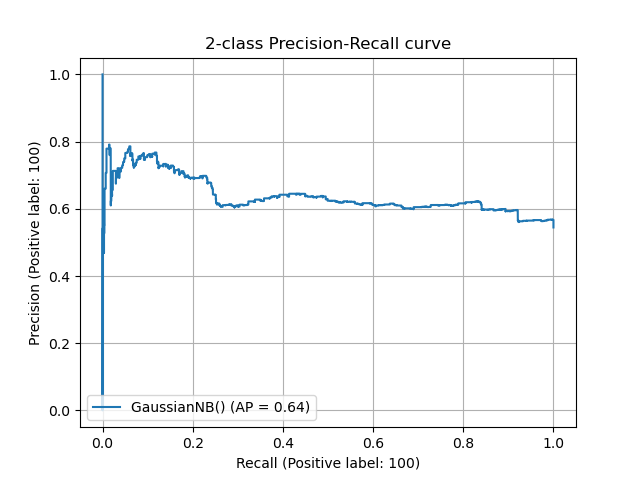 2-class Precision-Recall curve
Precision (Positive label: 100)
1.0
0.8
0.6
0.4
0.2
0.0
GaussianNB() (AP = 0.64)
0.0 0.2 0.4 0.6 0.8 1.0
Recall (Positive label: 100)